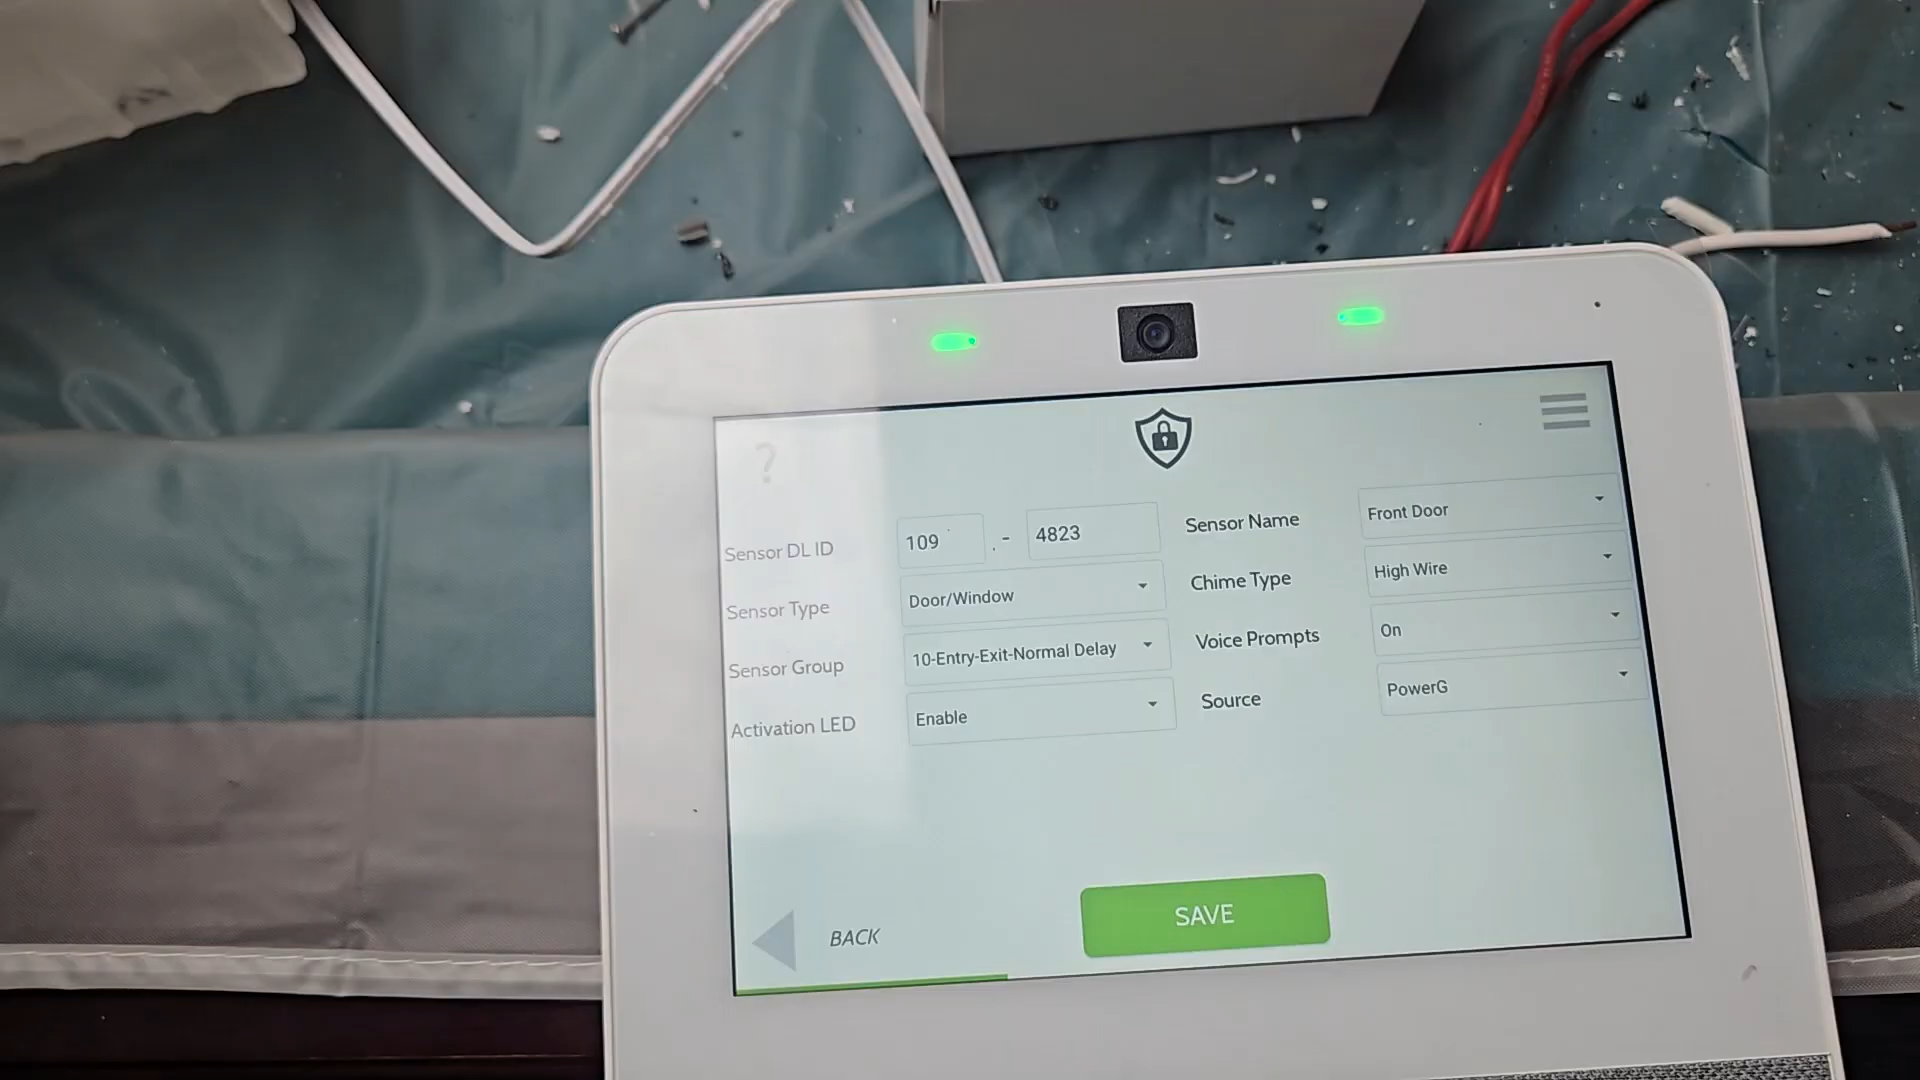 ?
Sensor DL ID 109 - 4823 Sensor Name Front Door
Sensor Type Door/Window Chime Type High Wire
Sensor Group 10-Entry-Exit-Normal Delay Voice Prompts On
Activation LED Enable Source PowerG
BACK SAVE